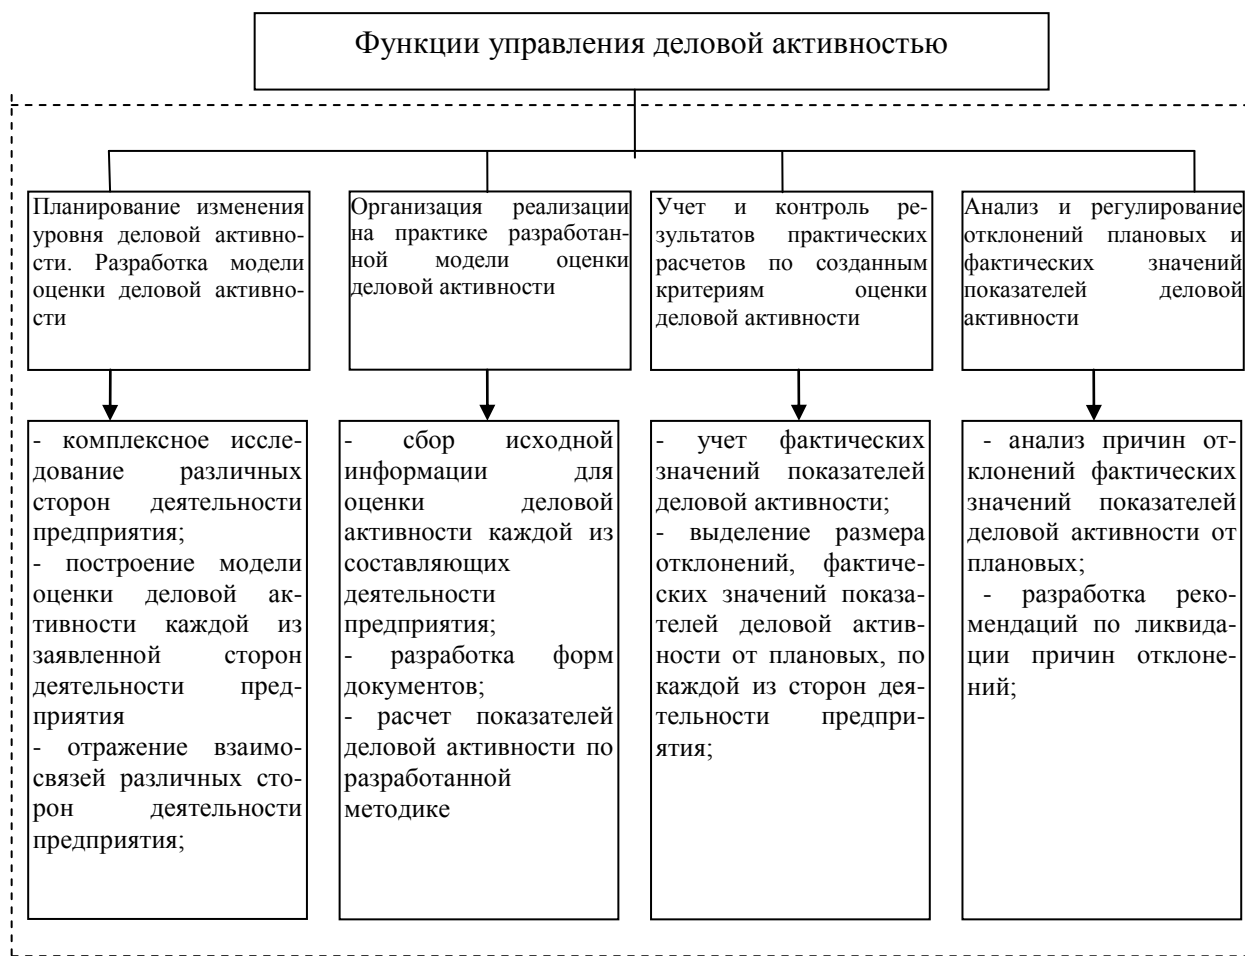 Функции управления деловой активностью
Планирование изменения
уровня деловой активно-
сти. Разработка модели
оценки деловой активно-
сти
Организация реализации
на практике разработан-
ной модели оценки
деловой активности
Учет и контроль ре-
зультатов практических
расчетов по созданным
критериям оценки
деловой активности
Анализ и регулирование
отклонений плановых и
фактических значений
показателей деловой
активности
- комплексное иссле-
дование различных
сторон деятельности
предприятия;
- построение модели
оценки деловой ак-
тивности каждой из
заявленной сторон
деятельности пред-
приятия
- отражение взаимо-
связей различных сто-
рон деятельности
предприятия;
- сбор исходной
информации для
оценки деловой
активности каждой из
составляющих
деятельности
предприятия;
- разработка форм
документов;
- расчет показателей
деловой активности по
разработанной
методике
- учет фактических
значений показателей
деловой активности;
- выделение размера
отклонений, фактиче-
ских значений показа-
телей деловой актив-
ности от плановых, по
каждой из сторон дея-
тельности предпри-
ятия;
- анализ причин от-
клонений фактических
значений показателей
деловой активности от
плановых;
- разработка реко-
мендаций по ликвида-
ции причин отклоне-
ний;